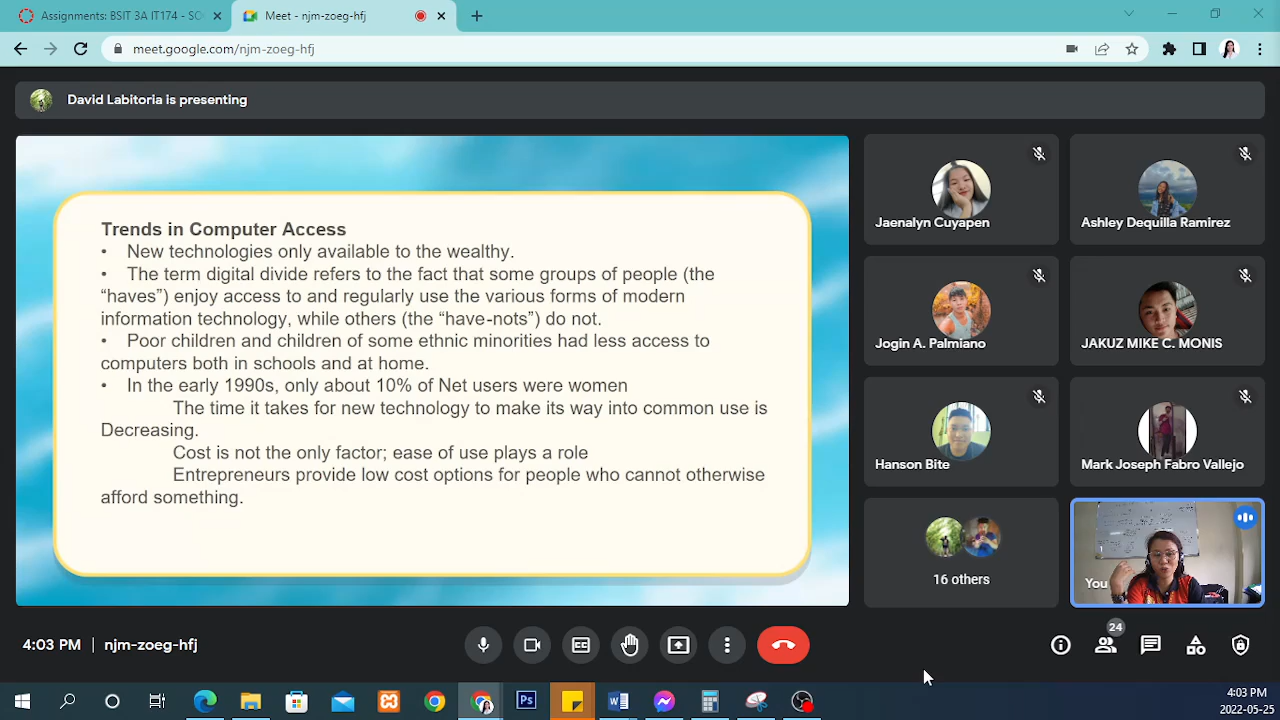 Assignments: BSIT 3A IT174 - SO
Meet - njm-zoeg-hfj
meet.google.com/njm-zoeg-hfj
David Labitoria is presenting
Trends in Computer Access
• New technologies only available to the wealthy.
• The term digital divide refers to the fact that some groups of people (the
“haves”) enjoy access to and regularly use the various forms of modern
information technology, while others (the “have-nots”) do not.
• Poor children and children of some ethnic minorities had less access to
computers both in schools and at home.
• In the early 1990s, only about 10% of Net users were women
The time it takes for new technology to make its way into common use is
Decreasing.
Cost is not the only factor; ease of use plays a role
Entrepreneurs provide low cost options for people who cannot otherwise
afford something.
Jaenalyn Cuyapen
Ashley Dequilla Ramirez
Jogin A. Palmiano
JAKUZ MIKE C. MONIS
Hanson Bite
Mark Joseph Fabro Vallejo
16 others
You
4:03 PM | njm-zoeg-hfj
CC
24
Ps
W
4:03 PM
2022-05-25